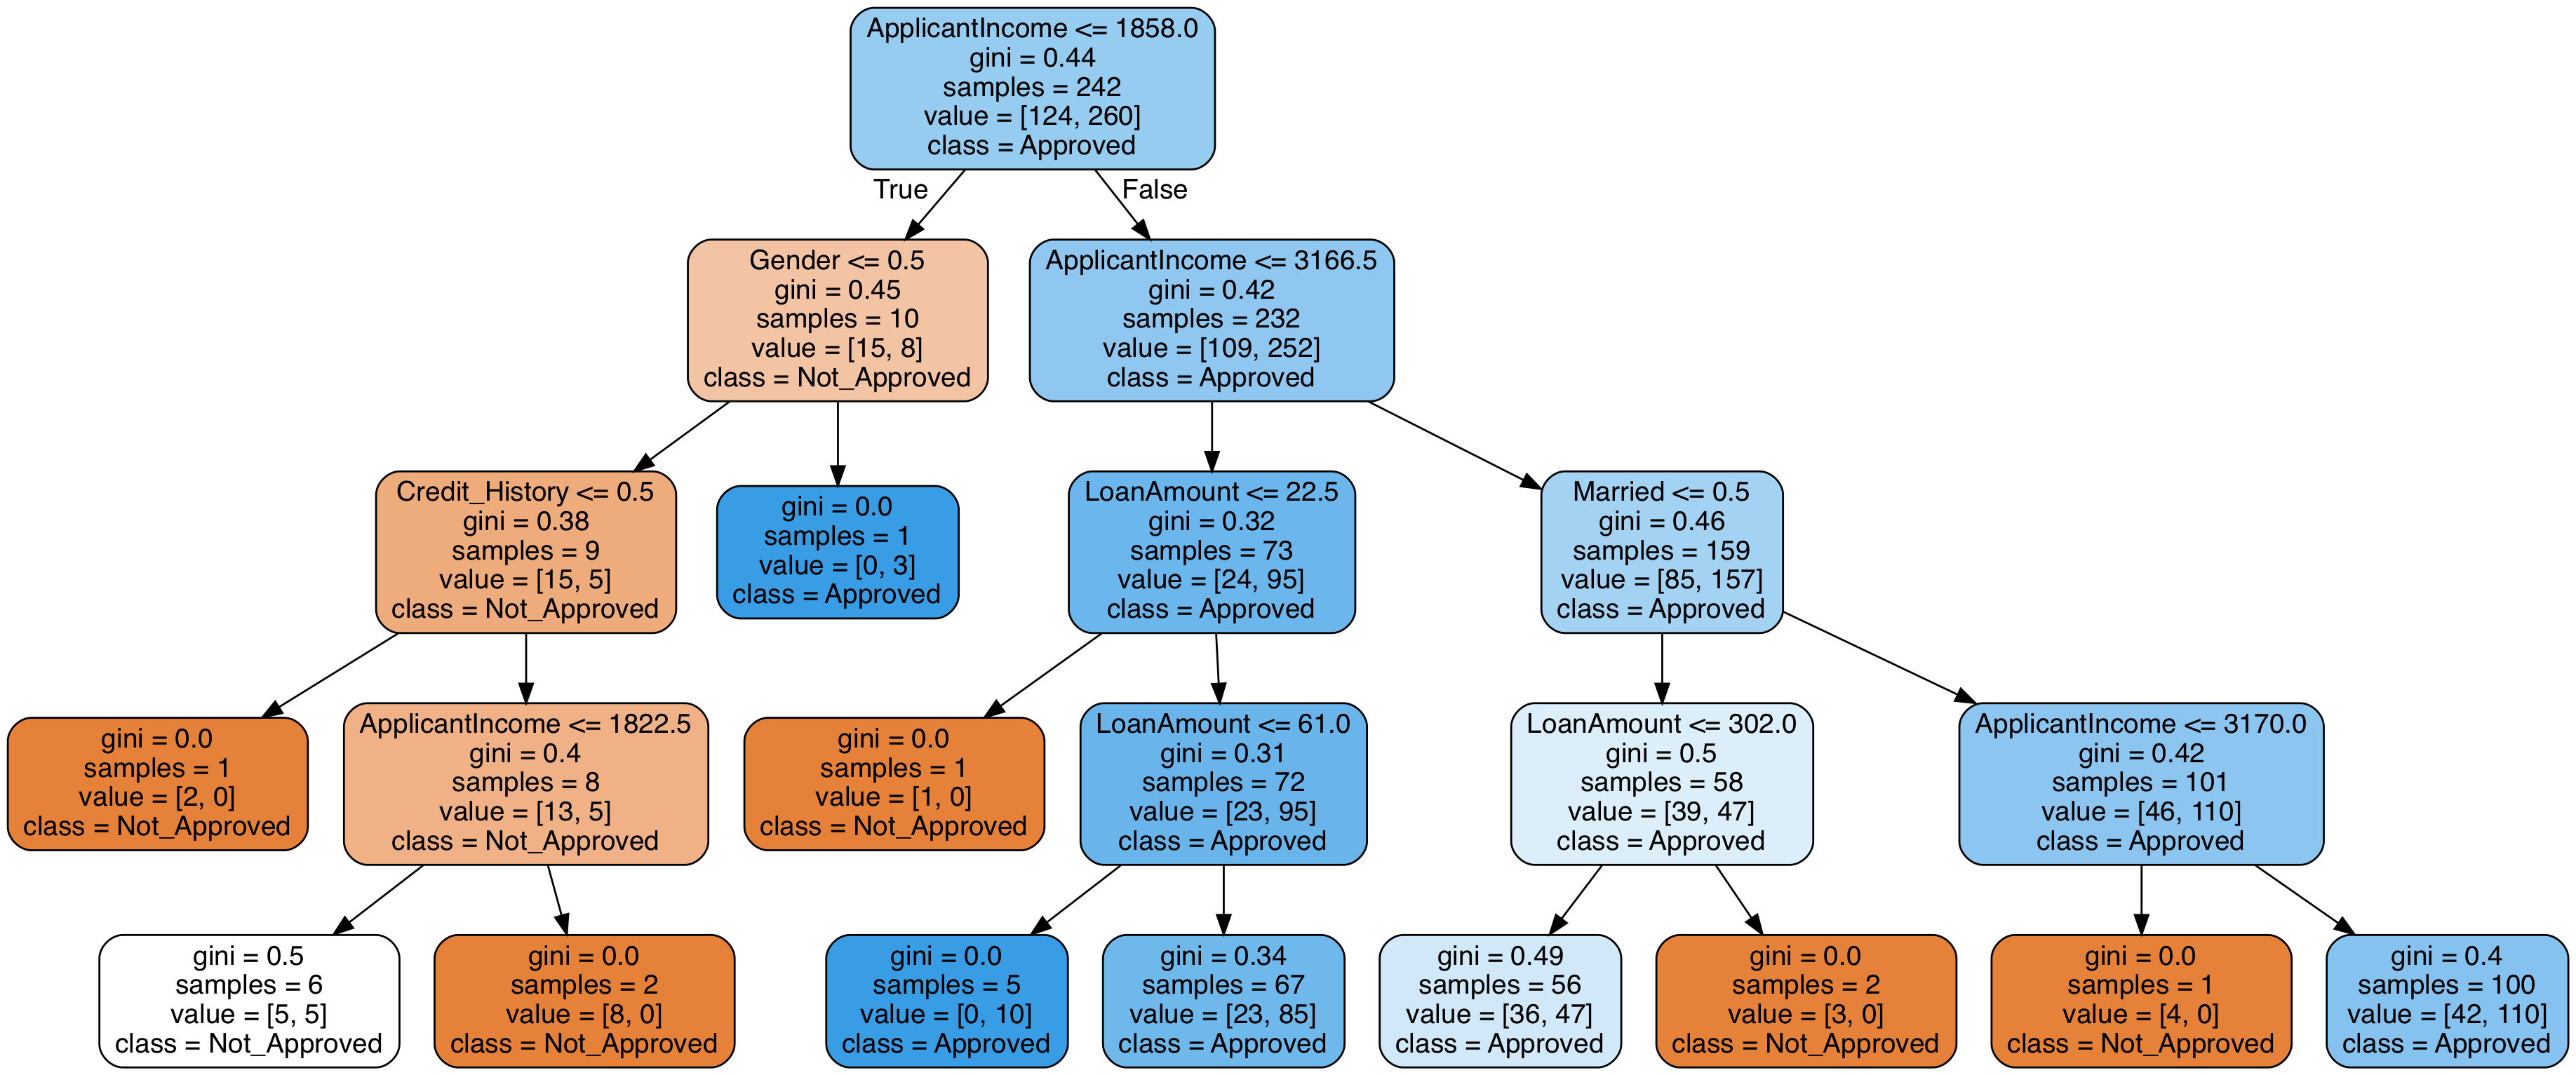 ApplicantIncome <= 1858.0
gini = 0.44
samples = 242
value = [124, 260]
class = Approved
True
False
Gender <= 0.5
gini = 0.45
samples = 10
value = [15, 8]
class = Not_Approved
ApplicantIncome <= 3166.5
gini = 0.42
samples = 232
value = [109, 252]
class = Approved
Credit_History <= 0.5
gini = 0.38
samples = 9
value = [15, 5]
class = Not_Approved
gini = 0.0
samples = 1
value = [0, 3]
class = Approved
LoanAmount <= 22.5
gini = 0.32
samples = 73
value = [24, 95]
class = Approved
Married <= 0.5
gini = 0.46
samples = 159
value = [85, 157]
class = Approved
gini = 0.0
samples = 1
value = [2, 0]
class = Not_Approved
ApplicantIncome <= 1822.5
gini = 0.4
samples = 8
value = [13, 5]
class = Not_Approved
gini = 0.0
samples = 1
value = [1, 0]
class = Not_Approved
LoanAmount <= 61.0
gini = 0.31
samples = 72
value = [23, 95]
class = Approved
LoanAmount <= 302.0
gini = 0.5
samples = 58
value = [39, 47]
class = Approved
ApplicantIncome <= 3170.0
gini = 0.42
samples = 101
value = [46, 110]
class = Approved
gini = 0.5
samples = 6
value = [5, 5]
class = Not_Approved
gini = 0.0
samples = 2
value = [8, 0]
class = Not_Approved
gini = 0.0
samples = 5
value = [0, 10]
class = Approved
gini = 0.34
samples = 67
value = [23, 85]
class = Approved
gini = 0.49
samples = 56
value = [36, 47]
class = Approved
gini = 0.0
samples = 2
value = [3, 0]
class = Not_Approved
gini = 0.0
samples = 1
value = [4, 0]
class = Not_Approved
gini = 0.4
samples = 100
value = [42, 110]
class = Approved